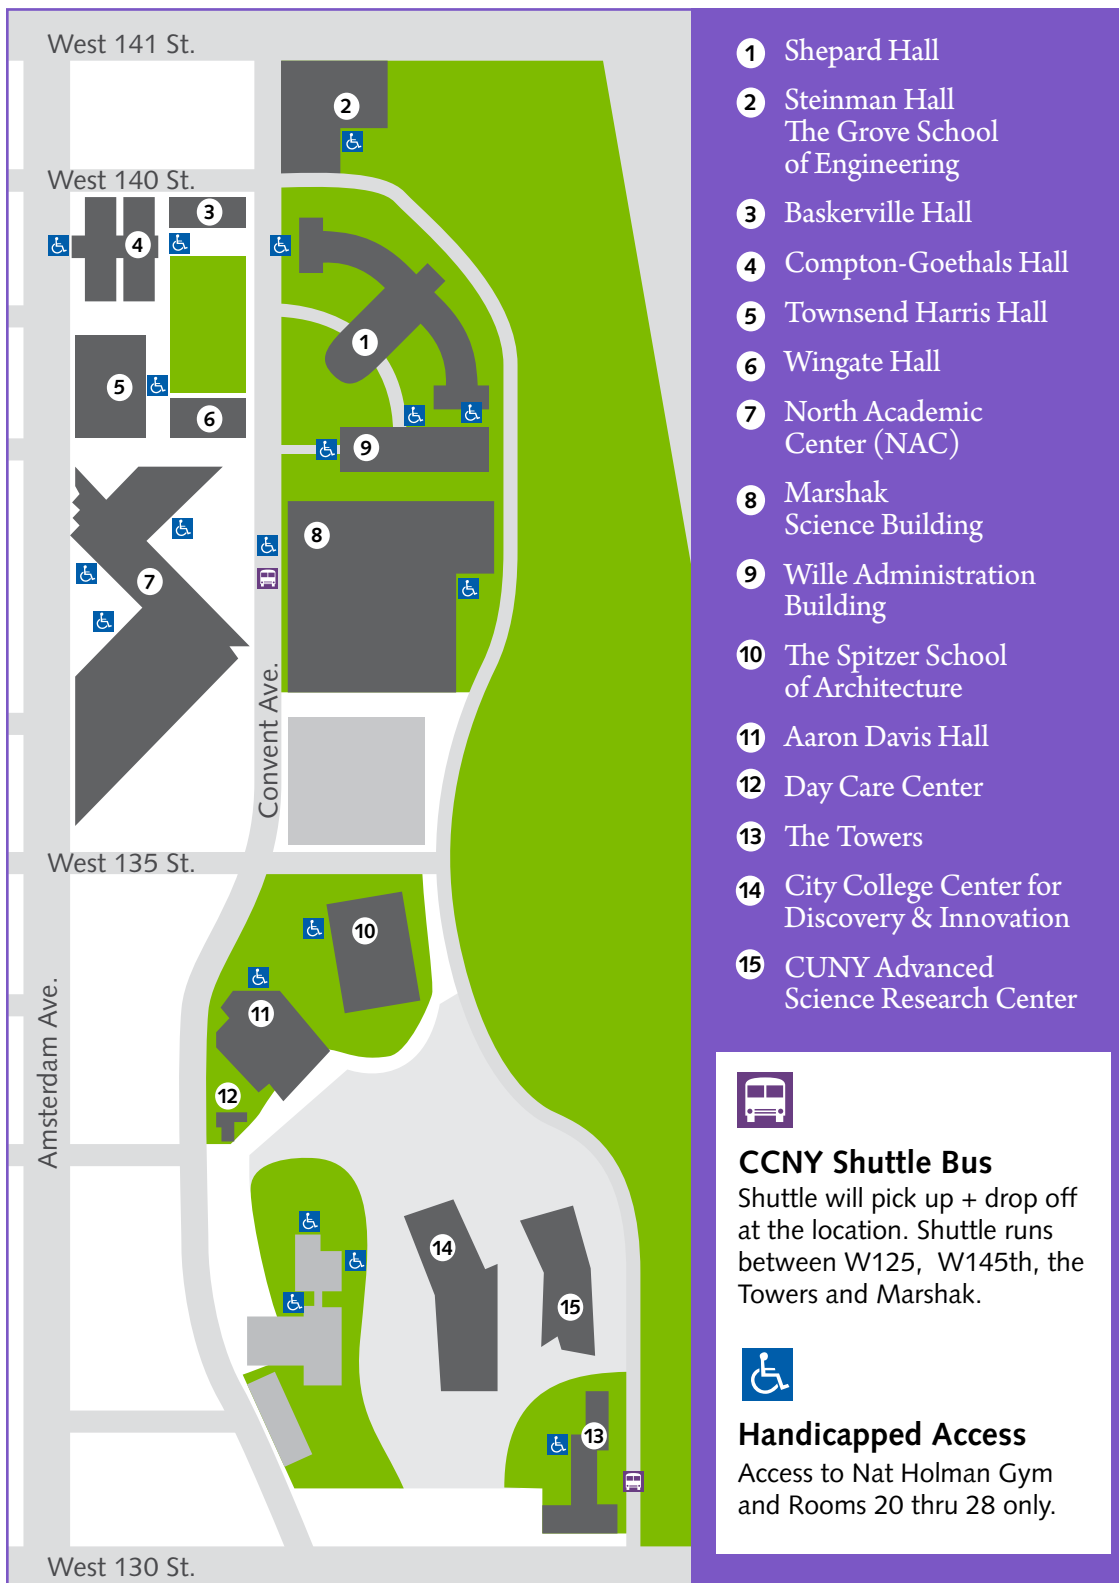 West 141 St.
2
West 140 St.
3
4
1
5
6
9
8
7
Convent Ave.
West 135 St.
10
11
Amsterdam Ave.
12
14
15
13
West 130 St.
1 Shepard Hall
2 Steinman Hall
The Grove School
of Engineering
3 Baskerville Hall
4 Compton-Goethals Hall
5 Townsend Harris Hall
6 Wingate Hall
7 North Academic
Center (NAC)
8 Marshak
Science Building
9 Wille Administration
Building
10 The Spitzer School
of Architecture
11 Aaron Davis Hall
12 Day Care Center
13 The Towers
14 City College Center for
Discovery & Innovation
15 CUNY Advanced
Science Research Center
CCNY Shuttle Bus
Shuttle will pick up + drop off
at the location. Shuttle runs
between W125, W145th, the
Towers and Marshak.
Handicapped Access
Access to Nat Holman Gym
and Rooms 20 thru 28 only.